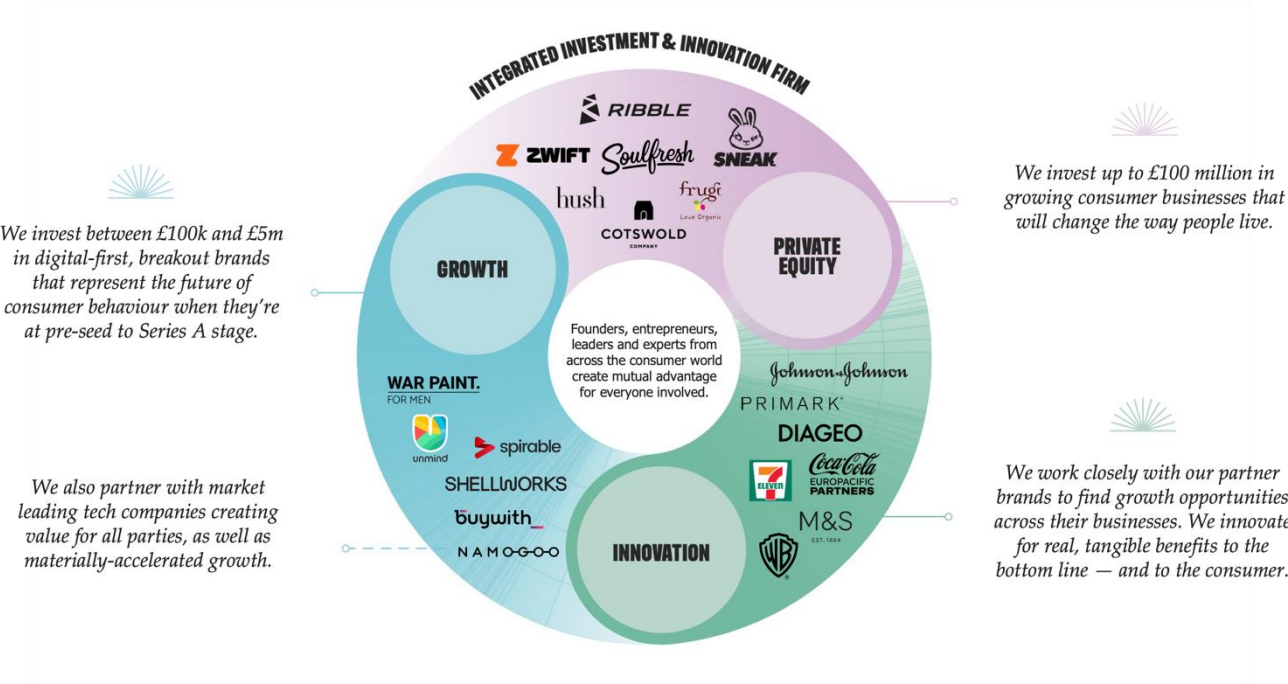 INTEGRATED INVESTMENT & INNOVATION FIRM
RIBBLE
ZWIFT
Soulfresh
SNEAK
hush
frugi
Love Organic
COTSWOLD
COMPANY
GROWTH
PRIVATE
EQUITY
Founders, entrepreneurs,
leaders and experts from
across the consumer world
create mutual advantage
for everyone involved.
We invest between £100k and £5m
in digital-first, breakout brands
that represent the future of
consumer behaviour when they’re
at pre-seed to Series A stage.
We invest up to £100 million in
growing consumer businesses that
will change the way people live.
WAR PAINT.
FOR MEN
unmind
spirable
SHELLWORKS
buywith_
NAMOGOO
Johnson & Johnson
PRIMARK®
DIAGEO
7
ELEVEN
Coca-Cola
EUROPACIFIC
PARTNERS
M&S
EST. 1884
WB
®
INNOVATION
We also partner with market
leading tech companies creating
value for all parties, as well as
materially-accelerated growth.
We work closely with our partner
brands to find growth opportunities
across their businesses. We innovate
for real, tangible benefits to the
bottom line — and to the consumer.